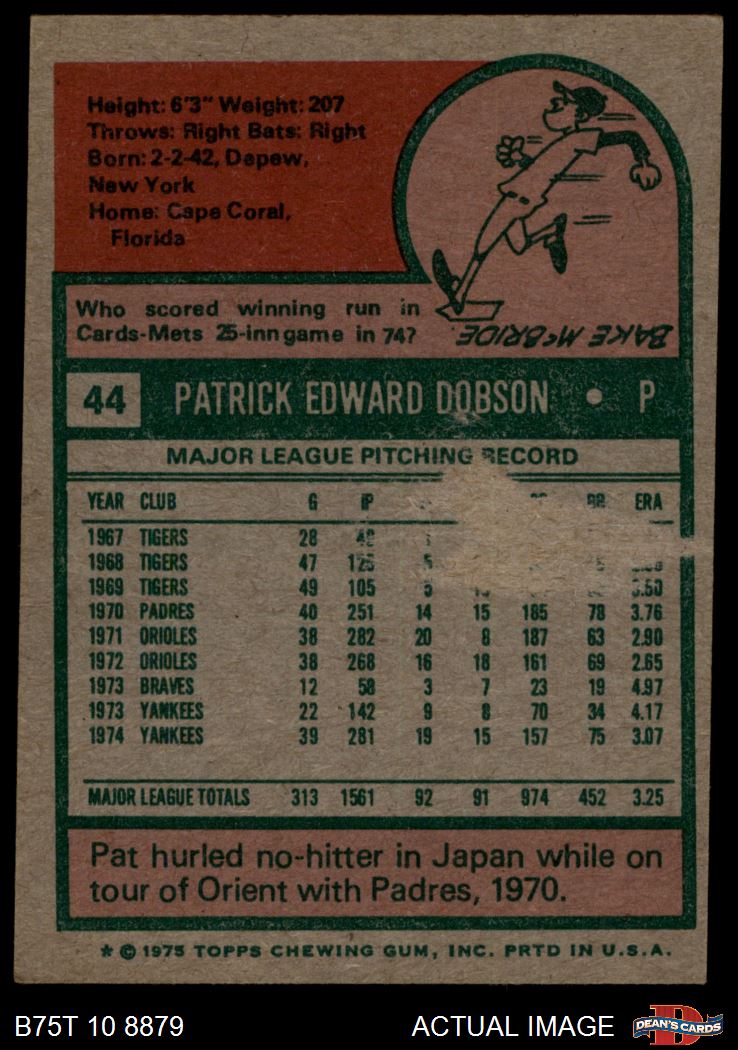 Height: 6'3" Weight: 207
Throws: Right Bats: Right
Born: 2-2-42, Depew,
New York
Home: Cape Coral,
Florida
Who scored winning run in
Cards-Mets 25-inn game in 74?
BAKE McBRIDE
44 PATRICK EDWARD DOBSON • P
MAJOR LEAGUE PITCHING RECORD
YEAR CLUB G IP BB ERA
1967 TIGERS 28
1968 TIGERS 47 125 5
1969 TIGERS 49 105 5 3.60
1970 PADRES 40 251 14 15 185 78 3.76
1971 ORIOLES 38 282 20 8 187 63 2.90
1972 ORIOLES 38 268 16 18 161 69 2.65
1973 BRAVES 12 58 3 7 23 19 4.97
1973 YANKEES 22 142 9 8 70 34 4.17
1974 YANKEES 39 281 19 15 157 75 3.07
MAJOR LEAGUE TOTALS 313 1561 92 91 974 452 3.25
Pat hurled no-hitter in Japan while on
tour of Orient with Padres, 1970.
* © 1975 TOPPS CHEWING GUM, INC. PRTD IN U.S.A.
B75T 10 8879 ACTUAL IMAGE DEAN'S CARDS